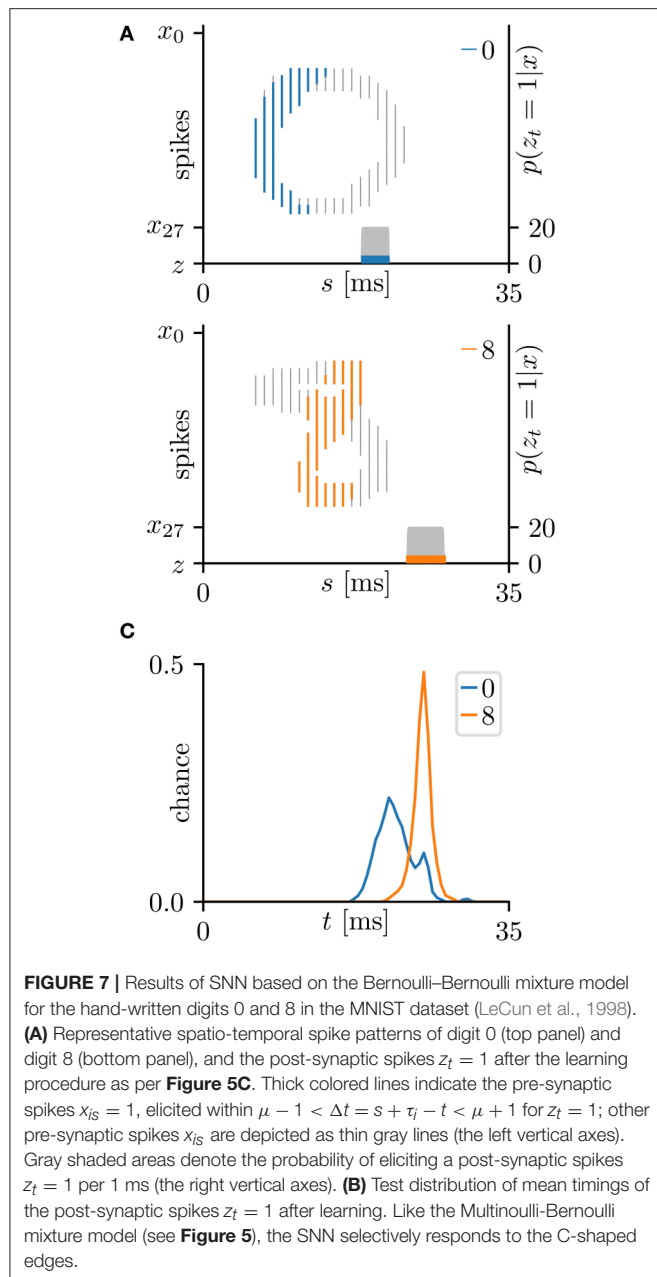 A
x₀
0
spikes
p(zₜ = 1|x)
x₂₇
20
z
0
0
s [ms]
35
x₀
8
spikes
p(zₜ = 1|x)
x₂₇
20
z
0
0
s [ms]
35
C
0.5
0
8
chance
0.0
0
t [ms]
35
FIGURE 7 | Results of SNN based on the Bernoulli–Bernoulli mixture model
for the hand-written digits 0 and 8 in the MNIST dataset (LeCun et al., 1998).
(A) Representative spatio-temporal spike patterns of digit 0 (top panel) and
digit 8 (bottom panel), and the post-synaptic spikes zₜ = 1 after the learning
procedure as per Figure 5C. Thick colored lines indicate the pre-synaptic
spikes xᵢₛ = 1, elicited within μ − 1 < Δt = s + τᵢ − t < μ + 1 for zₜ = 1; other
pre-synaptic spikes xᵢₛ are depicted as thin gray lines (the left vertical axes).
Gray shaded areas denote the probability of eliciting a post-synaptic spikes
zₜ = 1 per 1 ms (the right vertical axes). (B) Test distribution of mean timings of
the post-synaptic spikes zₜ = 1 after learning. Like the Multinoulli-Bernoulli
mixture model (see Figure 5), the SNN selectively responds to the C-shaped
edges.